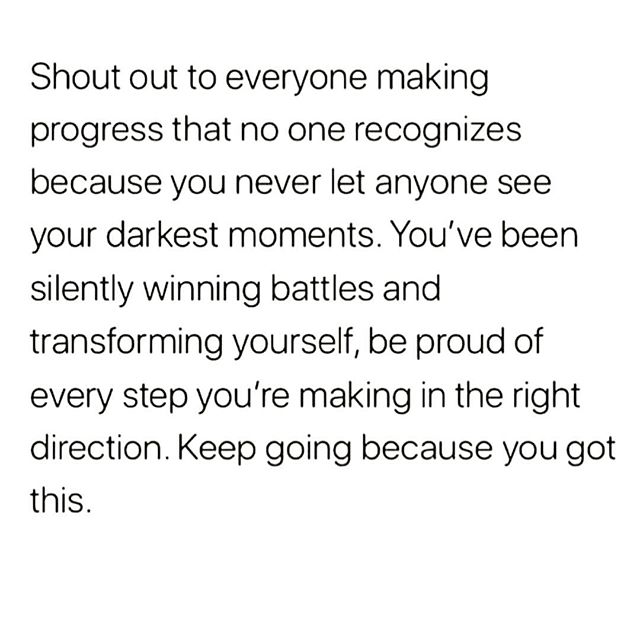 Shout out to everyone making
progress that no one recognizes
because you never let anyone see
your darkest moments. You've been
silently winning battles and
transforming yourself, be proud of
every step you're making in the right
direction. Keep going because you got
this.